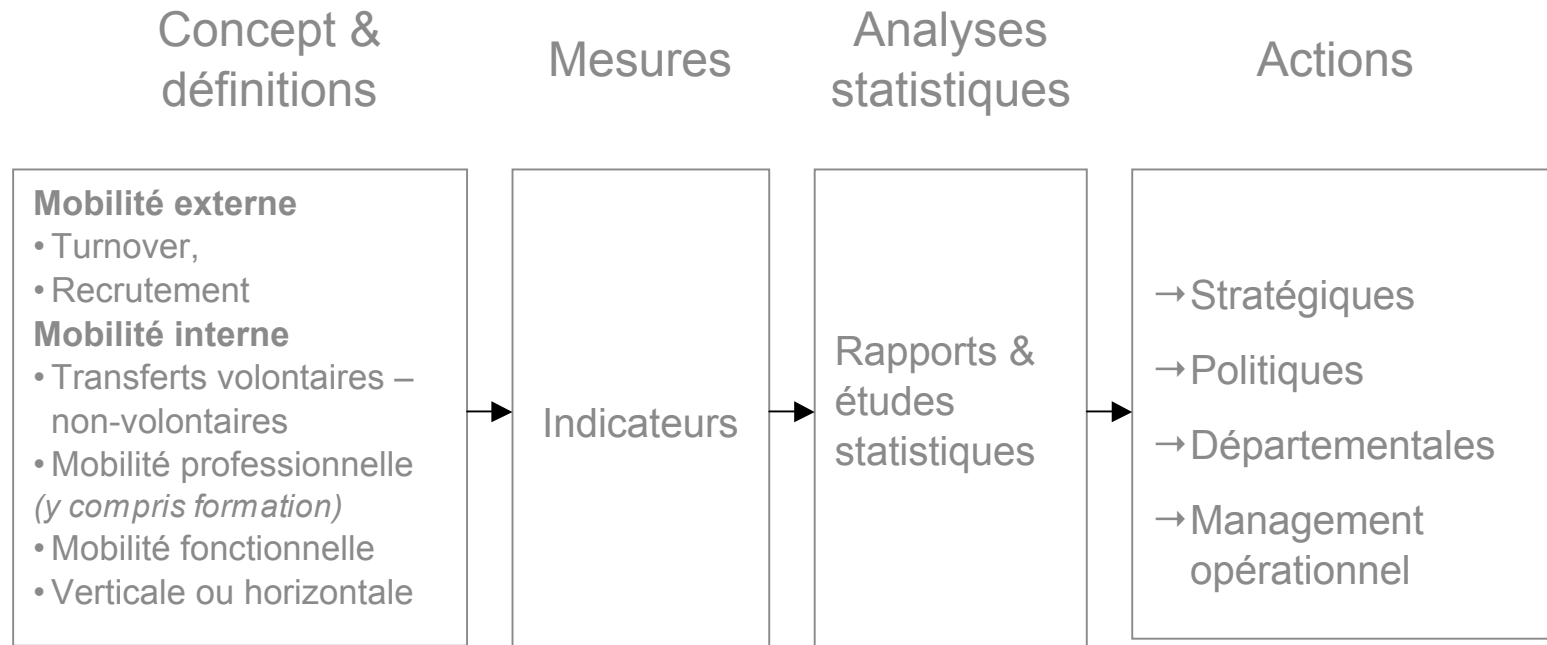 Concept &
définitions
Mesures
Analyses
statistiques
Actions
Mobilité externe
• Turnover,
• Recrutement
Mobilité interne
• Transferts volontaires –
non-volontaires
• Mobilité professionnelle
(y compris formation)
• Mobilité fonctionnelle
• Verticale ou horizontale
Indicateurs
Rapports &
études
statistiques
→ Stratégiques
→ Politiques
→ Départementales
→ Management
opérationnel